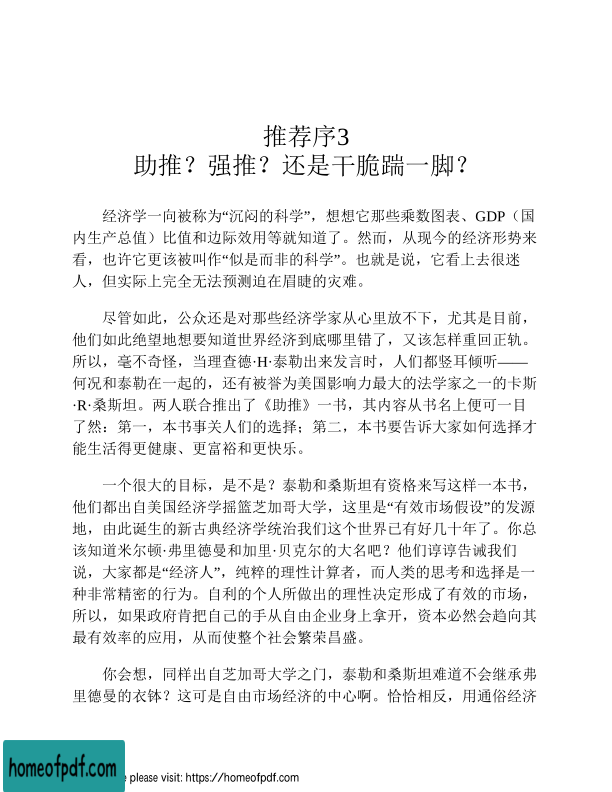 推荐序3
助推？强推？还是干脆踹一脚？
经济学一向被称为“沉闷的科学”，想想它那些乘数图表、GDP（国
内生产总值）比值和边际效用等就知道了。然而，从现今的经济形势来
看，也许它更该被叫作“似是而非的科学”。也就是说，它看上去很迷
人，但实际上完全无法预测迫在眉睫的灾难。
尽管如此，公众还是对那些经济学家从心里放不下，尤其是目前，
他们如此绝望地想要知道世界经济到底哪里错了，又该怎样重回正轨。
所以，毫不奇怪，当理查德·H·泰勒出来发言时，人们都竖耳倾听——
何况和泰勒在一起的，还有被誉为美国影响力最大的法学家之一的卡斯
·R·桑斯坦。两人联合推出了《助推》一书，其内容从书名上便可一目
了然：第一，本书事关人们的选择；第二，本书要告诉大家如何选择才
能生活得更健康、更富裕和更快乐。
一个很大的目标，是不是？泰勒和桑斯坦有资格来写这样一本书，
他们都出自美国经济学摇篮芝加哥大学，这里是“有效市场假设”的发源
地，由此诞生的新古典经济学统治我们这个世界已有好几十年了。你总
该知道米尔顿·弗里德曼和加里·贝克尔的大名吧？他们谆谆告诫我们
说，大家都是“经济人”，纯粹的理性计算者，而人类的思考和选择是一
种非常精密的行为。自利的个人所做出的理性决定形成了有效的市场，
所以，如果政府肯把自己的手从自由企业身上拿开，资本必然会趋向其
最有效率的应用，从而使整个社会繁荣昌盛。
你会想，同样出自芝加哥大学之门，泰勒和桑斯坦难道不会继承弗
里德曼的衣钵？这可是自由市场经济的中心啊。恰恰相反，用通俗经济
homeofpdf.com
e please visit: https://homeofpdf.com